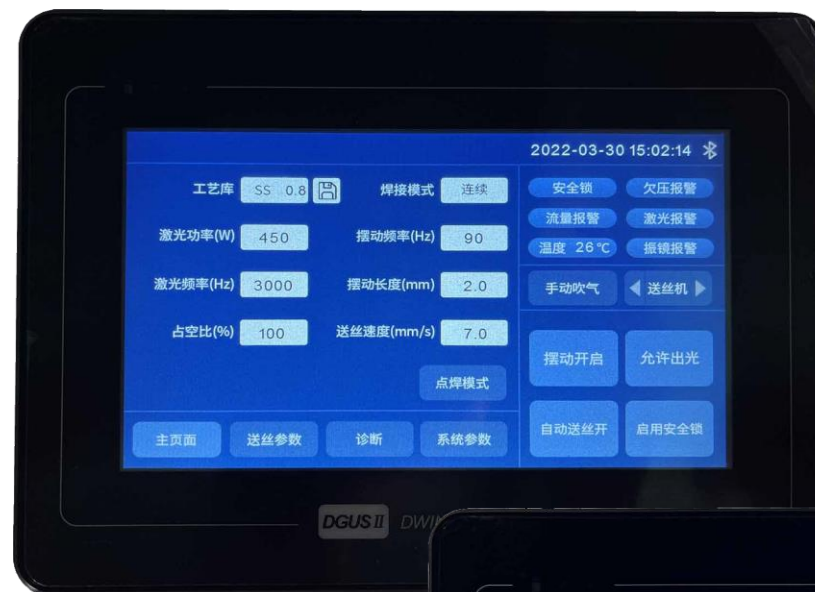 2022-03-30 15:02:14
工艺库 SS 0.8 焊接模式 连续
激光功率(W) 450 摆动频率(Hz) 90
激光频率(Hz) 3000 摆动长度(mm) 2.0
占空比(%) 100 送丝速度(mm/s) 7.0
点焊模式
安全锁 欠压报警
流量报警 激光报警
温度 26℃ 振镜报警
手动吹气 送丝机
摆动开启 允许出光
自动送丝开 启用安全锁
主页面 送丝参数 诊断 系统参数
DGUS II DWIN